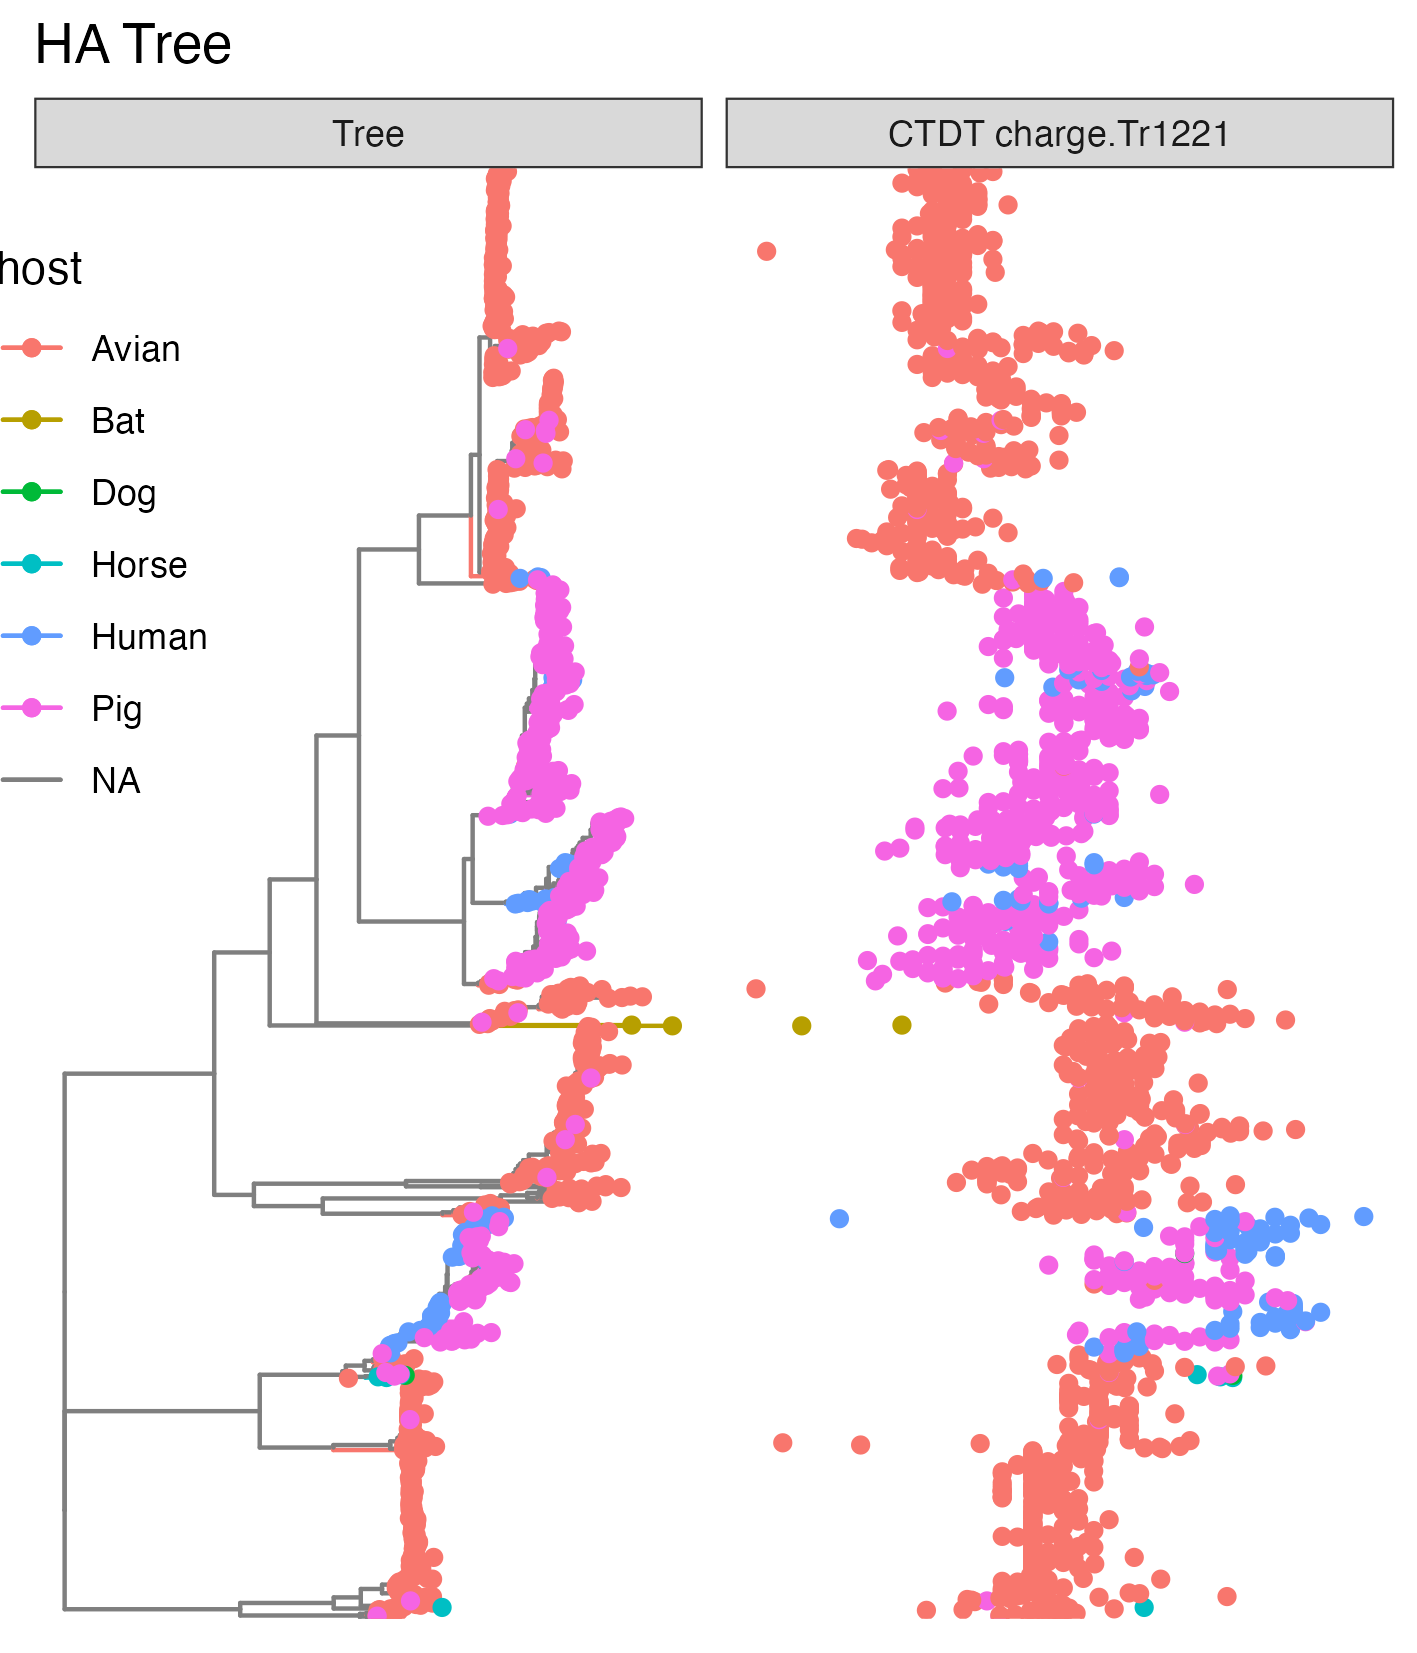 HA Tree
Tree
CTDT charge.Tr1221
host
Avian
Bat
Dog
Horse
Human
Pig
NA